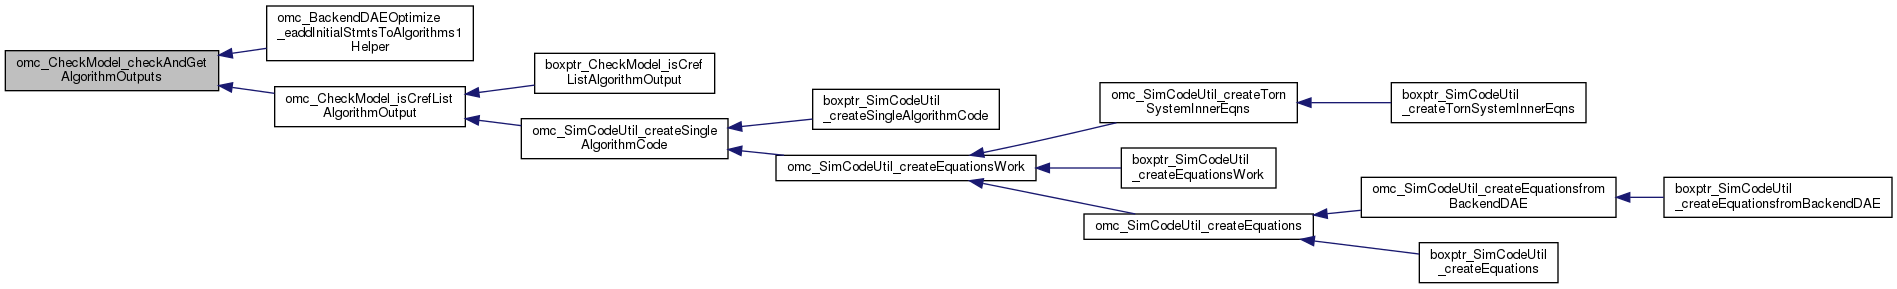 omc_CheckModel_checkAndGet
AlgorithmOutputs
omc_BackendDAEOptimize
_eaddInitialStmtsToAlgorithms1
Helper
omc_CheckModel_isCrefList
AlgorithmOutput
boxptr_CheckModel_isCref
ListAlgorithmOutput
omc_SimCodeUtil_createSingle
AlgorithmCode
boxptr_SimCodeUtil
_createSingleAlgorithmCode
omc_SimCodeUtil_createEquationsWork
omc_SimCodeUtil_createTorn
SystemInnerEqns
boxptr_SimCodeUtil
_createTornSystemInnerEqns
boxptr_SimCodeUtil
_createEquationsWork
omc_SimCodeUtil_createEquations
omc_SimCodeUtil_createEquationsfrom
BackendDAE
boxptr_SimCodeUtil
_createEquationsfromBackendDAE
boxptr_SimCodeUtil
_createEquations